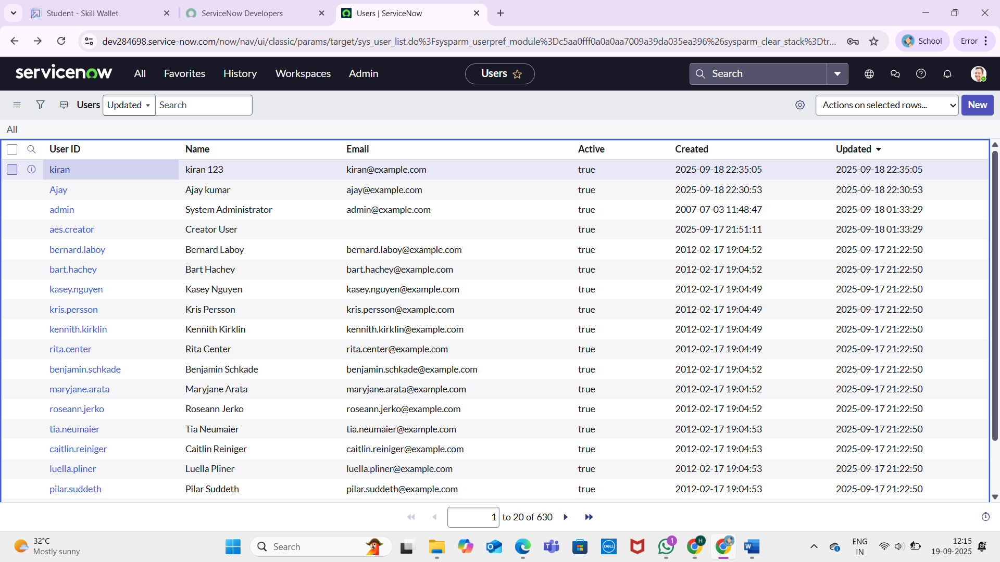 Student - Skill Wallet
ServiceNow Developers
Users | ServiceNow
dev284698.service-now.com/now/nav/ui/classic/params/target/sys_user_list.do%3Fsysparm_userpref_module%3Dc5aa0fff0a0a0aa7009a39da035ea396%26sysparm_clear_stack%3Dtr...
School
Error
servicenow
All
Favorites
History
Workspaces
Admin
Users
Search
Users
Updated
Search
Actions on selected rows...
New
All
User ID Name Email Active Created Updated
kiran kiran 123 kiran@example.com true 2025-09-18 22:35:05 2025-09-18 22:35:05
Ajay Ajay kumar ajay@example.com true 2025-09-18 22:30:53 2025-09-18 22:30:53
admin System Administrator admin@example.com true 2007-07-03 11:48:47 2025-09-18 01:33:29
aes.creator Creator User true 2025-09-17 21:51:11 2025-09-18 01:33:29
bernard.laboy Bernard Laboy bernard.laboy@example.com true 2012-02-17 19:04:52 2025-09-17 21:22:50
bart.hachey Bart Hachey bart.hachey@example.com true 2012-02-17 19:04:52 2025-09-17 21:22:50
kasey.nguyen Kasey Nguyen kasey.nguyen@example.com true 2012-02-17 19:04:49 2025-09-17 21:22:50
kris.persson Kris Persson kris.persson@example.com true 2012-02-17 19:04:49 2025-09-17 21:22:50
kennith.kirklin Kennith Kirklin kennith.kirklin@example.com true 2012-02-17 19:04:49 2025-09-17 21:22:50
rita.center Rita Center rita.center@example.com true 2012-02-17 19:04:49 2025-09-17 21:22:50
benjamin.schkade Benjamin Schkade benjamin.schkade@example.com true 2012-02-17 19:04:52 2025-09-17 21:22:50
maryjane.arata Maryjane Arata maryjane.arata@example.com true 2012-02-17 19:04:52 2025-09-17 21:22:50
roseann.jerko Roseann Jerko roseann.jerko@example.com true 2012-02-17 19:04:52 2025-09-17 21:22:50
tia.neumaier Tia Neumaier tia.neumaier@example.com true 2012-02-17 19:04:53 2025-09-17 21:22:50
caitlin.reiniger Caitlin Reiniger caitlin.reiniger@example.com true 2012-02-17 19:04:53 2025-09-17 21:22:50
luella.pliner Luella Pliner luella.pliner@example.com true 2012-02-17 19:04:53 2025-09-17 21:22:50
pilar.suddeth Pilar Suddeth pilar.suddeth@example.com true 2012-02-17 19:04:53 2025-09-17 21:22:50
1 to 20 of 630
32°C
Mostly sunny
Search
DELL
1
H
ENG
IN
12:15
19-09-2025